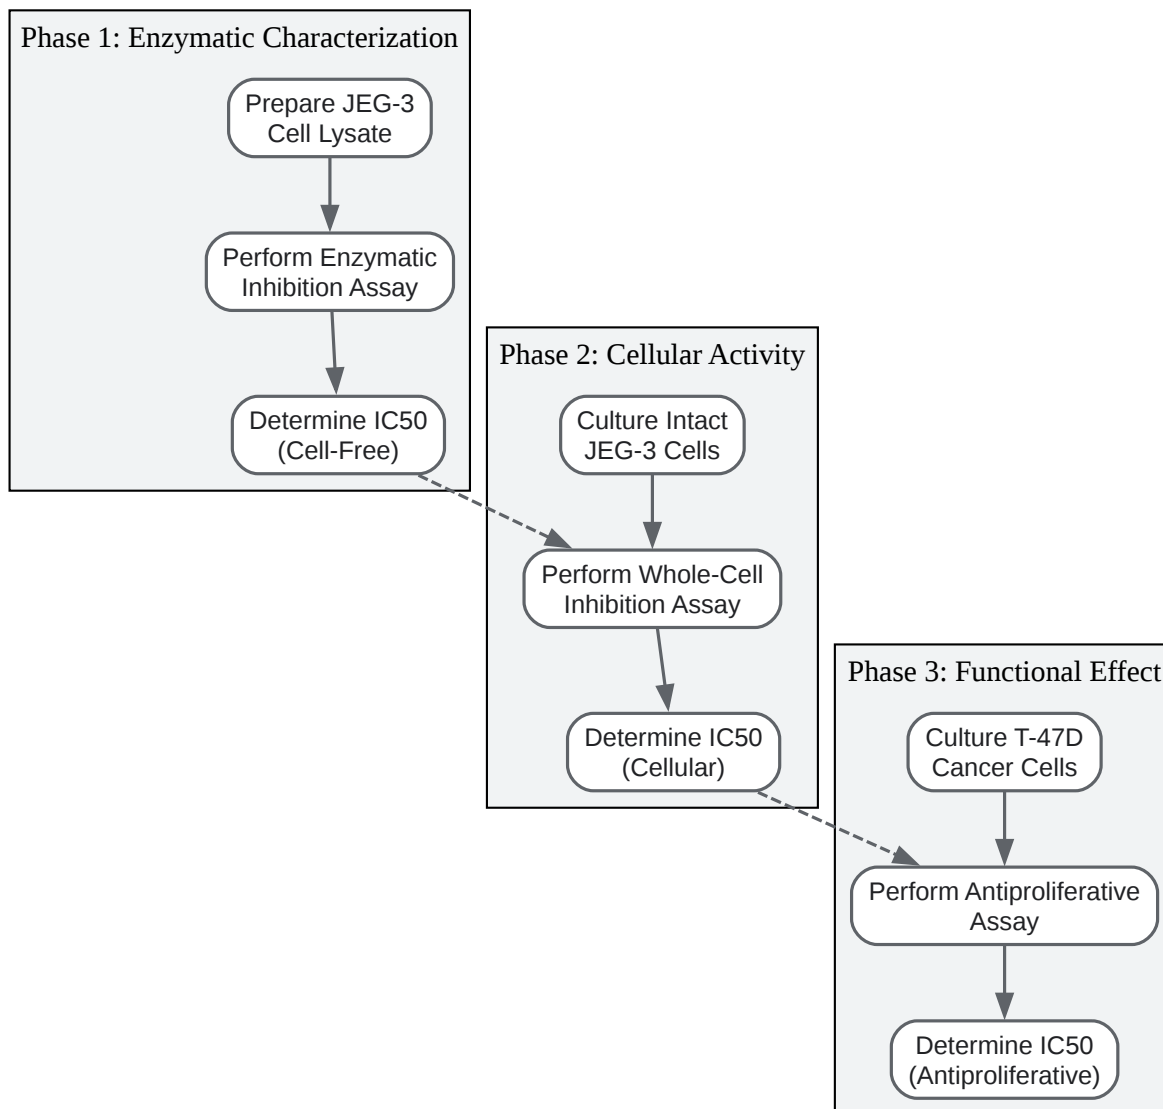 Phase 1: Enzymatic Characterization
Prepare JEG-3
Cell Lysate
Perform Enzymatic
Inhibition Assay
Determine IC50
(Cell-Free)
Phase 2: Cellular Activity
Culture Intact
JEG-3 Cells
Perform Whole-Cell
Inhibition Assay
Determine IC50
(Cellular)
Phase 3: Functional Effect
Culture T-47D
Cancer Cells
Perform Antiproliferative
Assay
Determine IC50
(Antiproliferative)